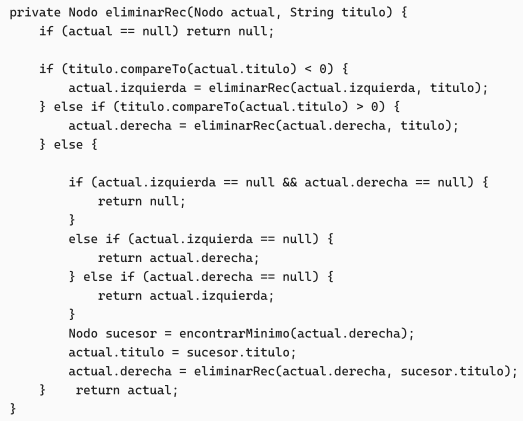 private Nodo eliminarRec(Nodo actual, String titulo) {
    if (actual == null) return null;

    if (titulo.compareTo(actual.titulo) < 0) {
        actual.izquierda = eliminarRec(actual.izquierda, titulo);
    } else if (titulo.compareTo(actual.titulo) > 0) {
        actual.derecha = eliminarRec(actual.derecha, titulo);
    } else {

        if (actual.izquierda == null && actual.derecha == null) {
            return null;
        }
        else if (actual.izquierda == null) {
            return actual.derecha;
        } else if (actual.derecha == null) {
            return actual.izquierda;
        }
        Nodo sucesor = encontrarMinimo(actual.derecha);
        actual.titulo = sucesor.titulo;
        actual.derecha = eliminarRec(actual.derecha, sucesor.titulo);
    }    return actual;
}